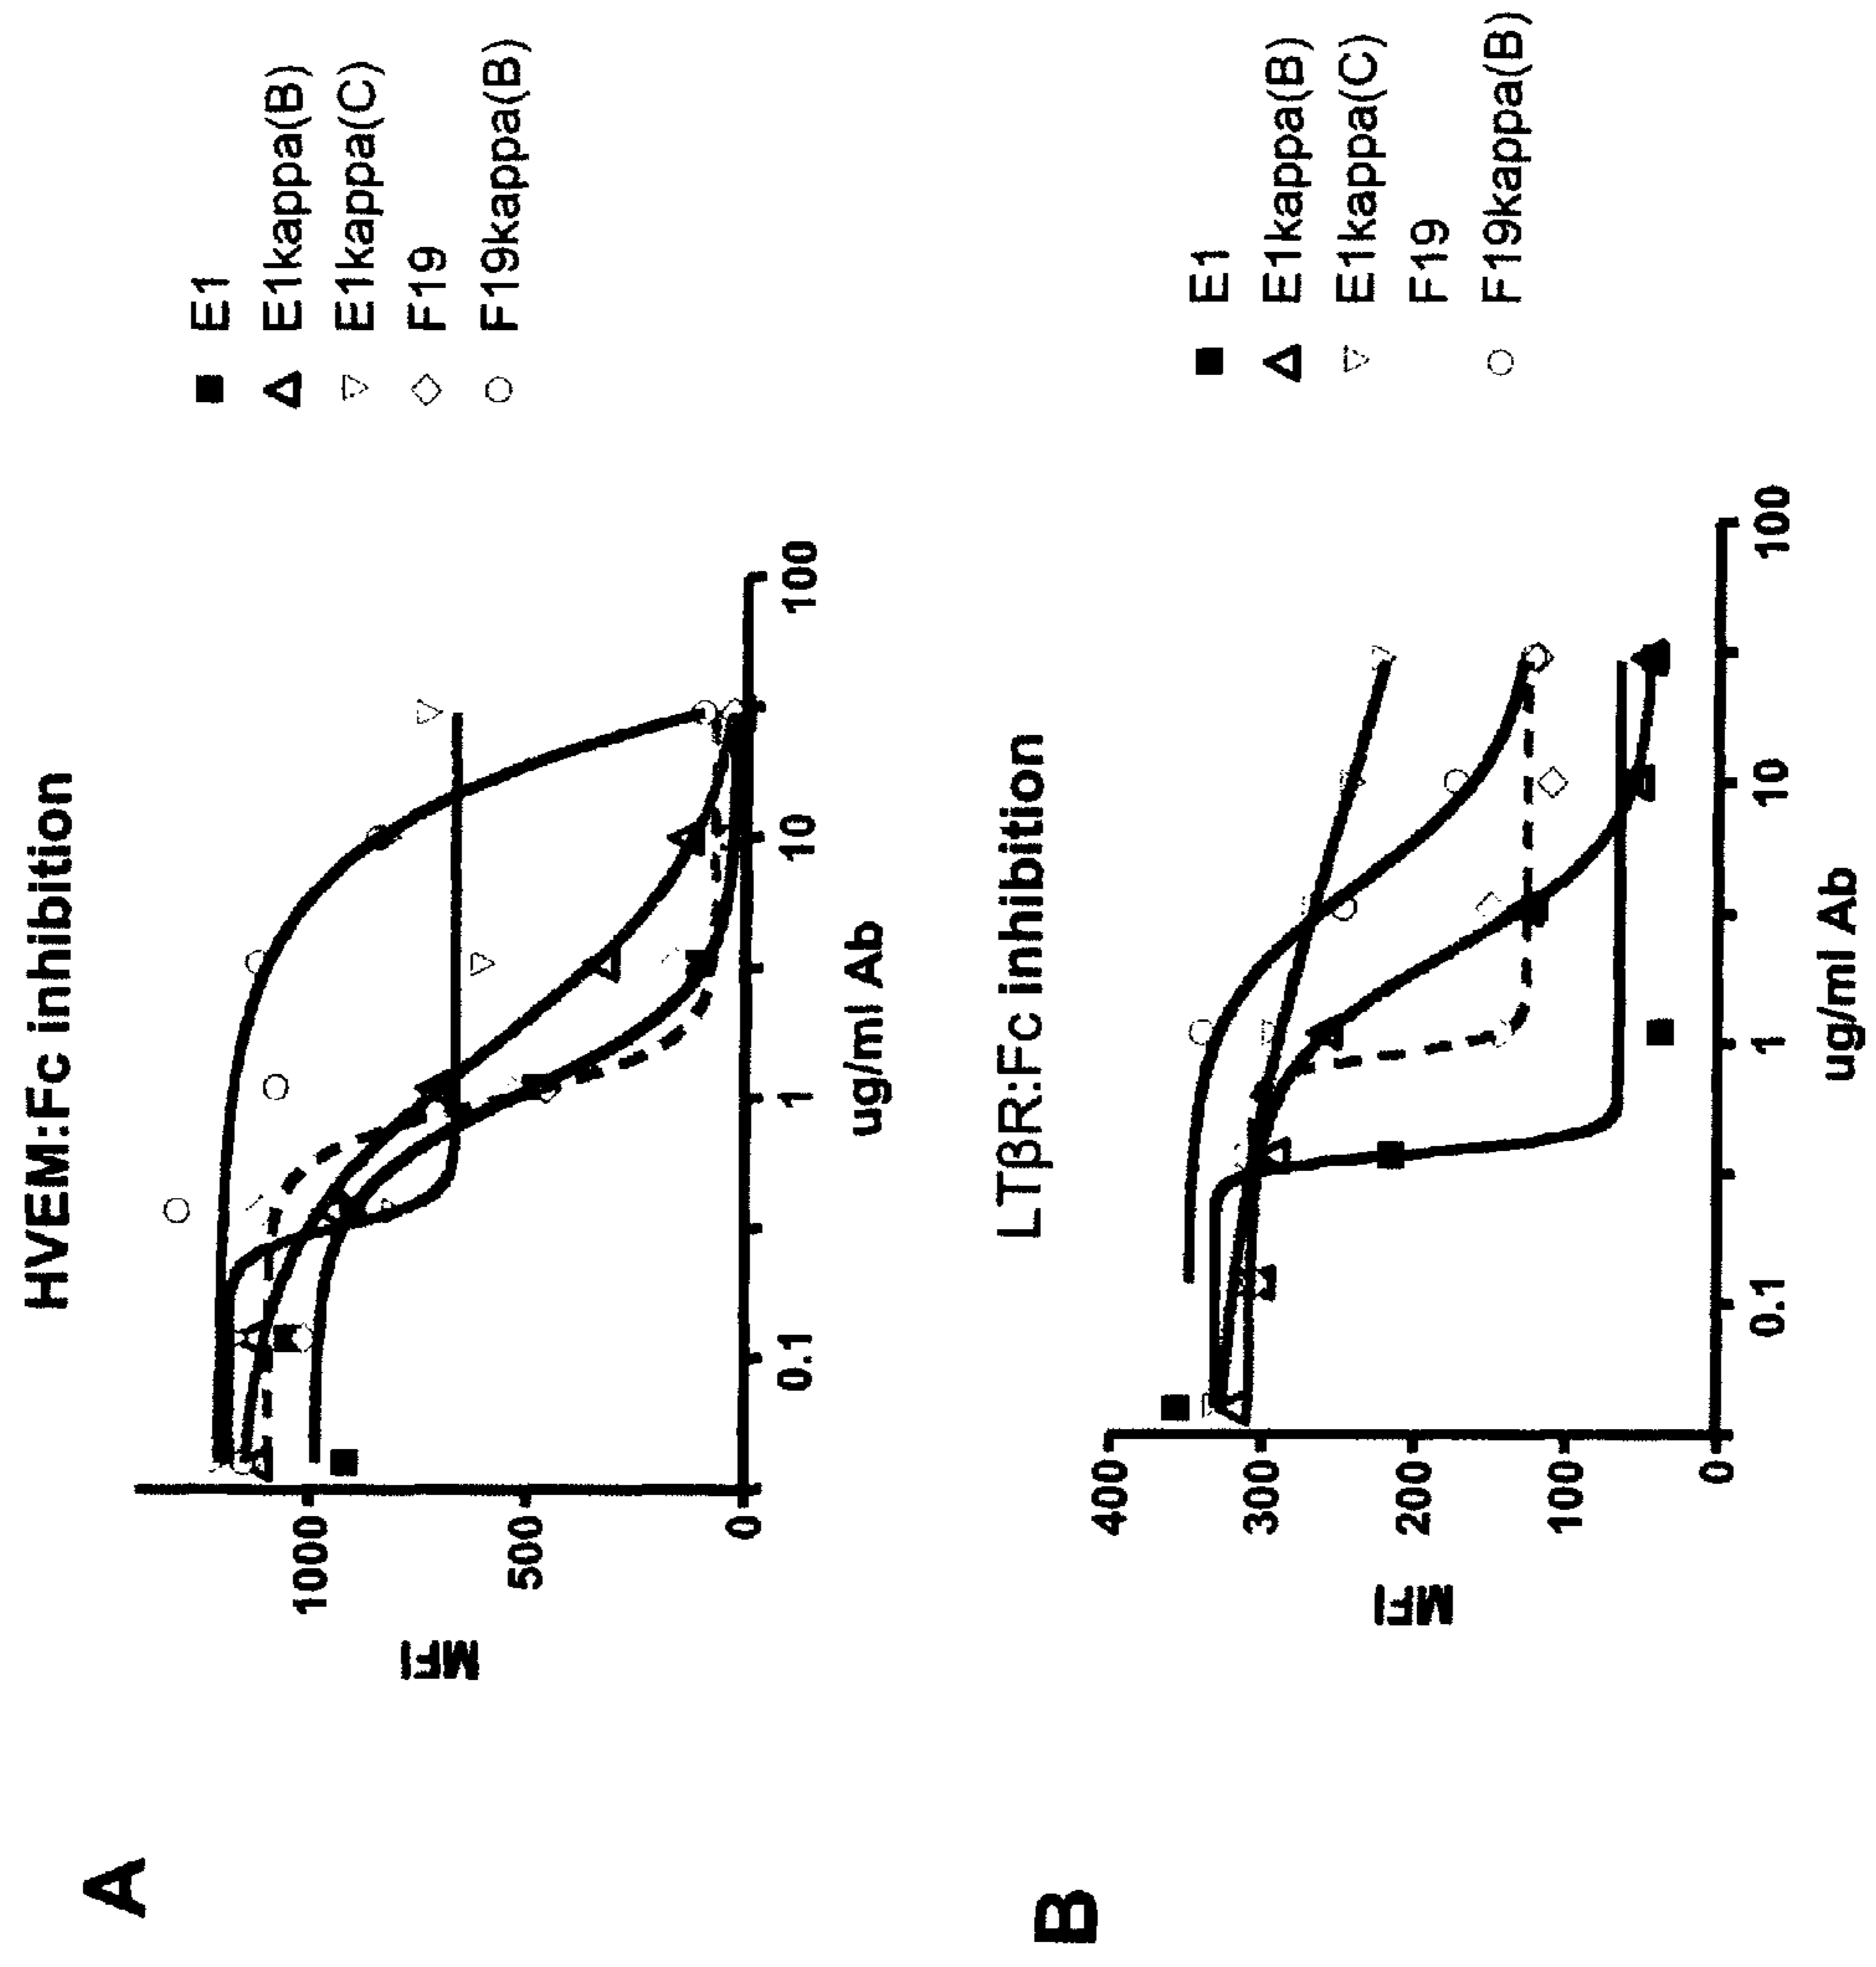 A
HVEM:Fc inhibition
MFI
1000
500
0
0.1
1
10
100
ug/ml Ab
E1
E1kappa(B)
E1kappa(C)
F19
F19kappa(B)
B
LTβR:Fc inhibition
MFI
400
300
200
100
0
0.1
1
10
100
ug/ml Ab
E1
E1kappa(B)
E1kappa(C)
F19
F19kappa(B)